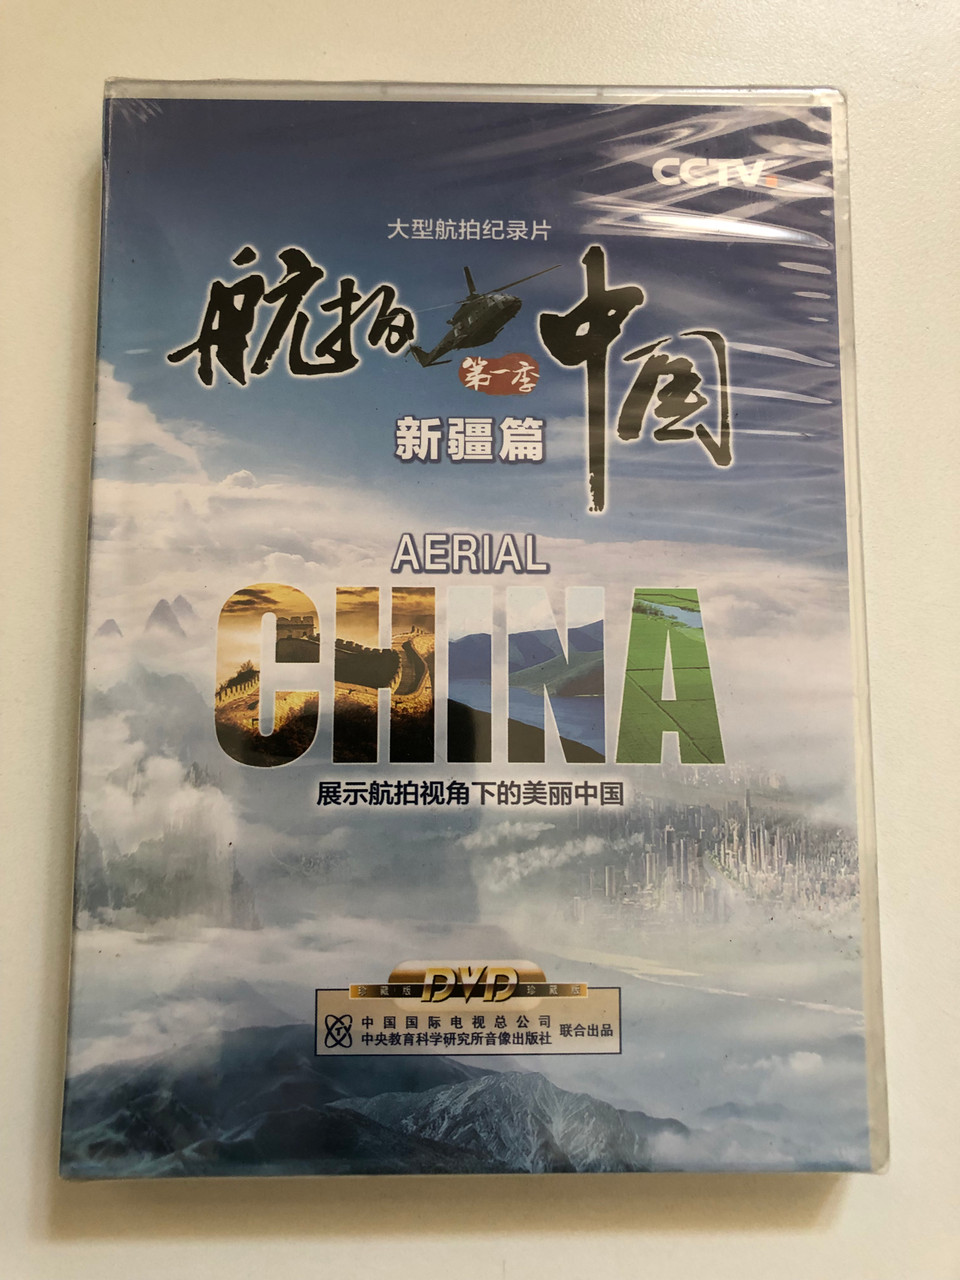 CCTV.
大型航拍纪录片
航拍中国
第一季
新疆篇
AERIAL
CHINA
展示航拍视角下的美丽中国
珍藏版 DVD 珍藏版
TV
中国国际电视总公司
中央教育科学研究所音像出版社
联合出品